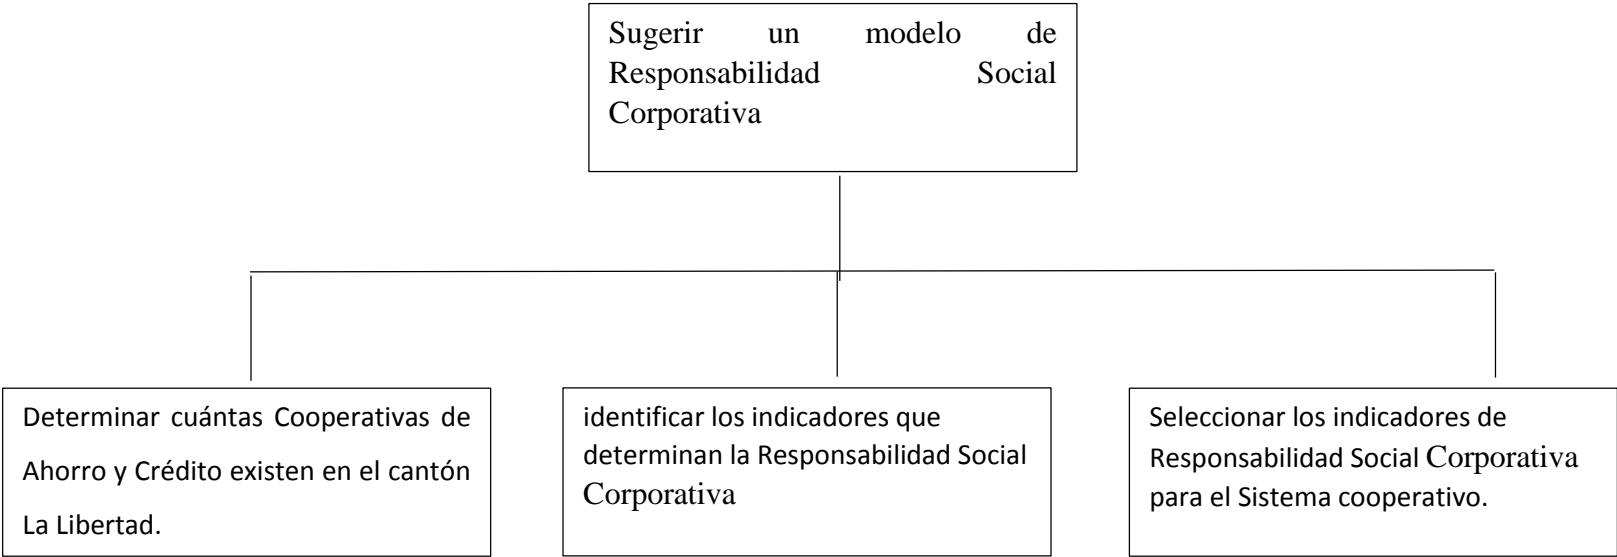 Sugerir un modelo de
Responsabilidad Social
Corporativa
Determinar cuántas Cooperativas de
Ahorro y Crédito existen en el cantón
La Libertad.
identificar los indicadores que
determinan la Responsabilidad Social
Corporativa
Seleccionar los indicadores de
Responsabilidad Social Corporativa
para el Sistema cooperativo.